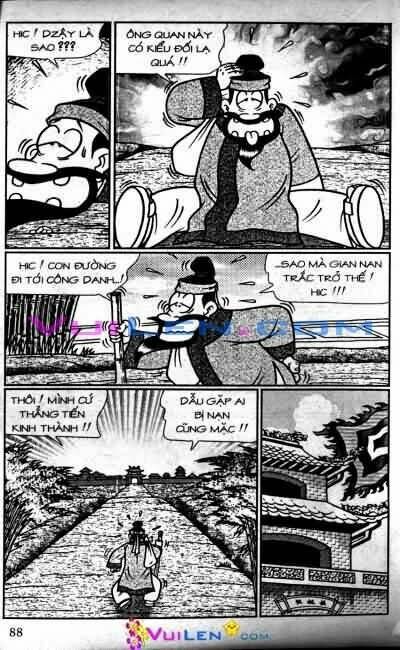 HIC ! DZẬY LÀ
SAO ???
ÔNG QUAN NÀY
CÓ KIỂU ĐÓI LẠ
QUÁ !!
HIC ! CON ĐƯỜNG
ĐI TỚI CÔNG DANH...!
...SAO MÀ GIAN NAN
TRẮC TRỞ THẾ !
HIC !!!
VUILEN.COM
THÔI ! MÌNH CỨ
THẲNG TIẾN
KINH THÀNH !!
DẪU GẶP AI
BỊ NẠN
CŨNG MẶC !!
88
VUILEN.COM